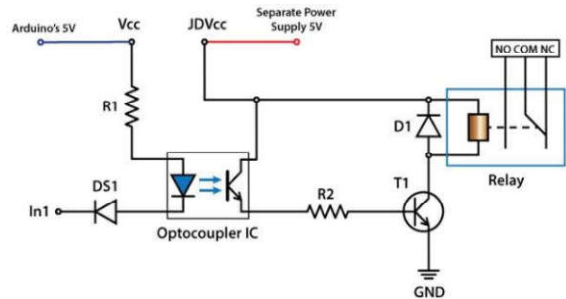 Arduino's 5V
Vcc
JDVcc
Separate Power
Supply 5V
NO COM NC
R1
D1
Relay
DS1
R2
T1
In1
Optocoupler IC
GND